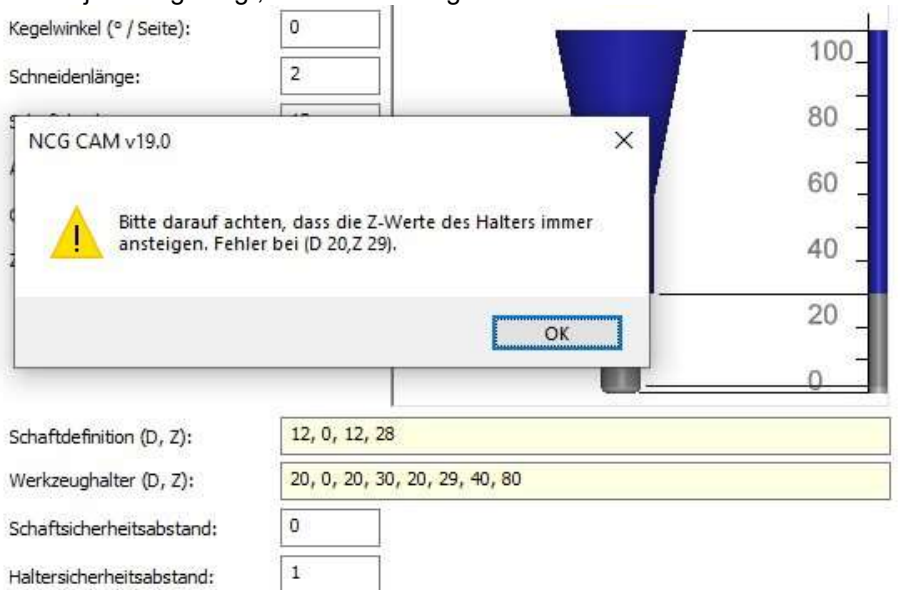 Kegelwinkel (° / Seite): 0
Schneidenlänge: 2
NCG CAM v19.0
Bitte darauf achten, dass die Z-Werte des Halters immer
ansteigen. Fehler bei (D 20,Z 29).
OK
100
80
60
40
20
0
Schaftdefinition (D, Z): 12, 0, 12, 28
Werkzeughalter (D, Z): 20, 0, 20, 30, 20, 29, 40, 80
Schaftsicherheitsabstand: 0
Haltersicherheitsabstand: 1